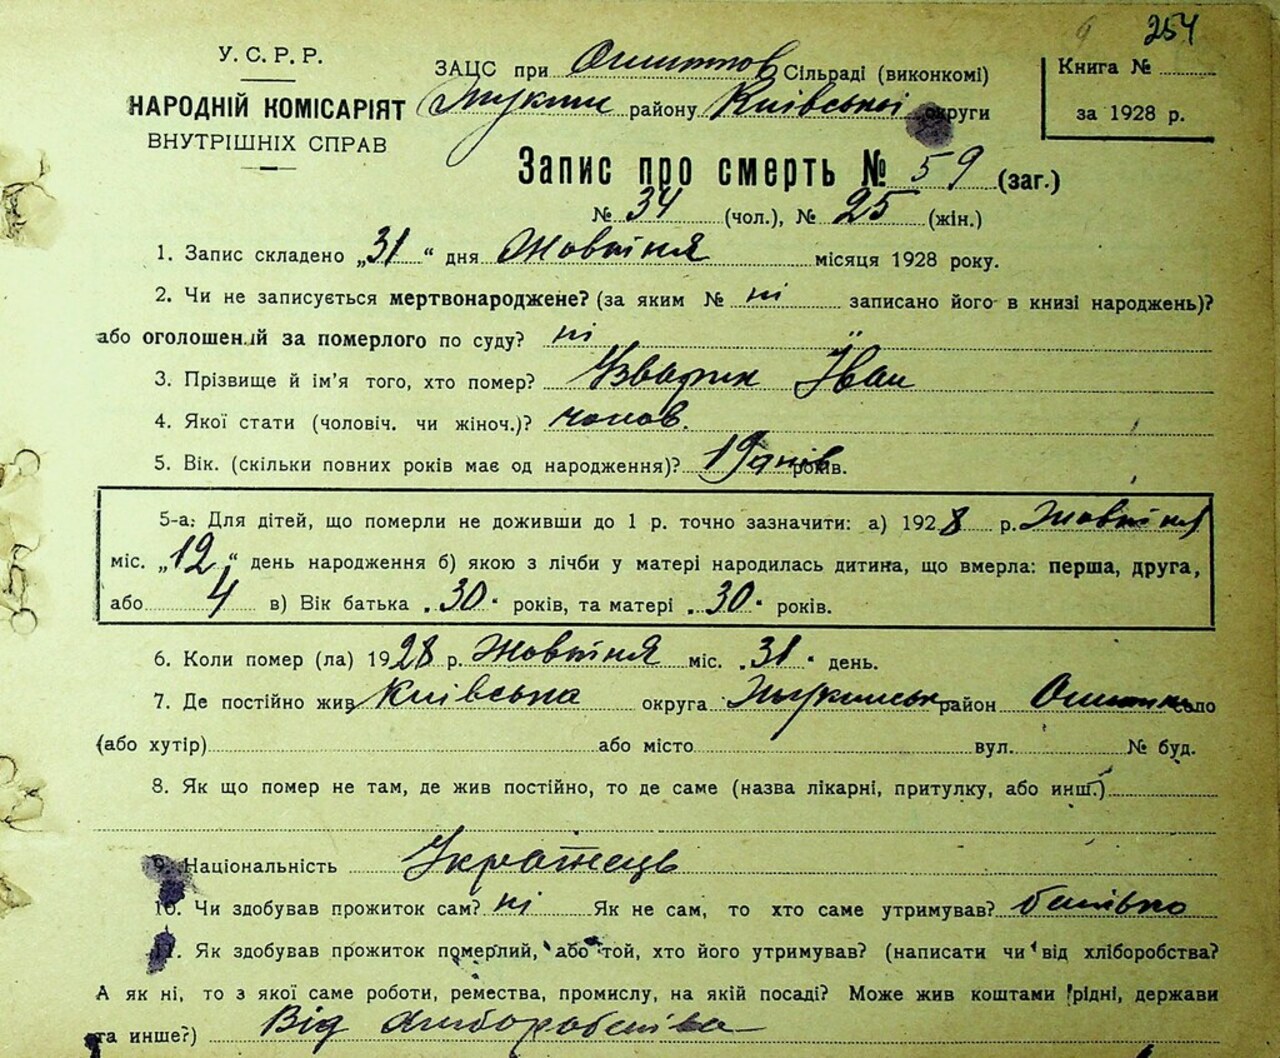 254
У. С. Р. Р.
НАРОДНІЙ КОМІСАРІЯТ
ВНУТРІШНІХ СПРАВ
ЗАЦС при Сільраді (виконкомі)
району Київської округи
Книга №
за 1928 р.
Запис про смерть № 59 (заг.)
№ 34 (чол.), № 25 (жін.)
1. Запис складено „31“ дня Жовтня місяця 1928 року.
2. Чи не записується мертвонароджене? (за яким № ні записано його в книзі народжень)?
або оголошений за померлого по суду? ні
3. Прізвище й ім'я того, хто помер? Узварик Іван
4. Якої стати (чоловіч. чи жіноч.)? чолов.
5. Вік. (скільки повних років має од народження)? 19 днів років.
5-а. Для дітей, що померли не доживши до 1 р. точно зазначити: а) 1928 р. Жовтня
міс. „12“ день народження б) якою з лічби у матері народилась дитина, що вмерла: перша, друга,
або 4 в) Вік батька 30 років, та матері 30 років.
6. Коли помер (ла) 1928 р. Жовтня міс. 31 день.
7. Де постійно жив Київська округа район село
(або хутір) або місто вул. № буд.
8. Як що помер не там, де жив постійно, то де саме (назва лікарні, притулку, або инш.)
9. Національність Українець
10. Чи здобував прожиток сам? ні Як не сам, то хто саме утримував? батько
11. Як здобував прожиток померлий, або той, хто його утримував? (написати чи від хліборобства?
А як ні, то з якої саме роботи, ремества, промислу, на якій посаді? Може жив коштами рідні, держави
та инше?) Від хліборобства